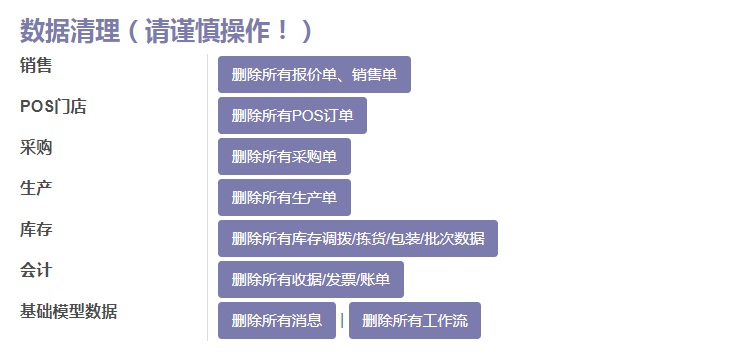 数据清理（请谨慎操作！）
销售 删除所有报价单、销售单
POS门店 删除所有POS订单
采购 删除所有采购单
生产 删除所有生产单
库存 删除所有库存调拨/拣货/包装/批次数据
会计 删除所有收据/发票/账单
基础模型数据 删除所有消息 | 删除所有工作流